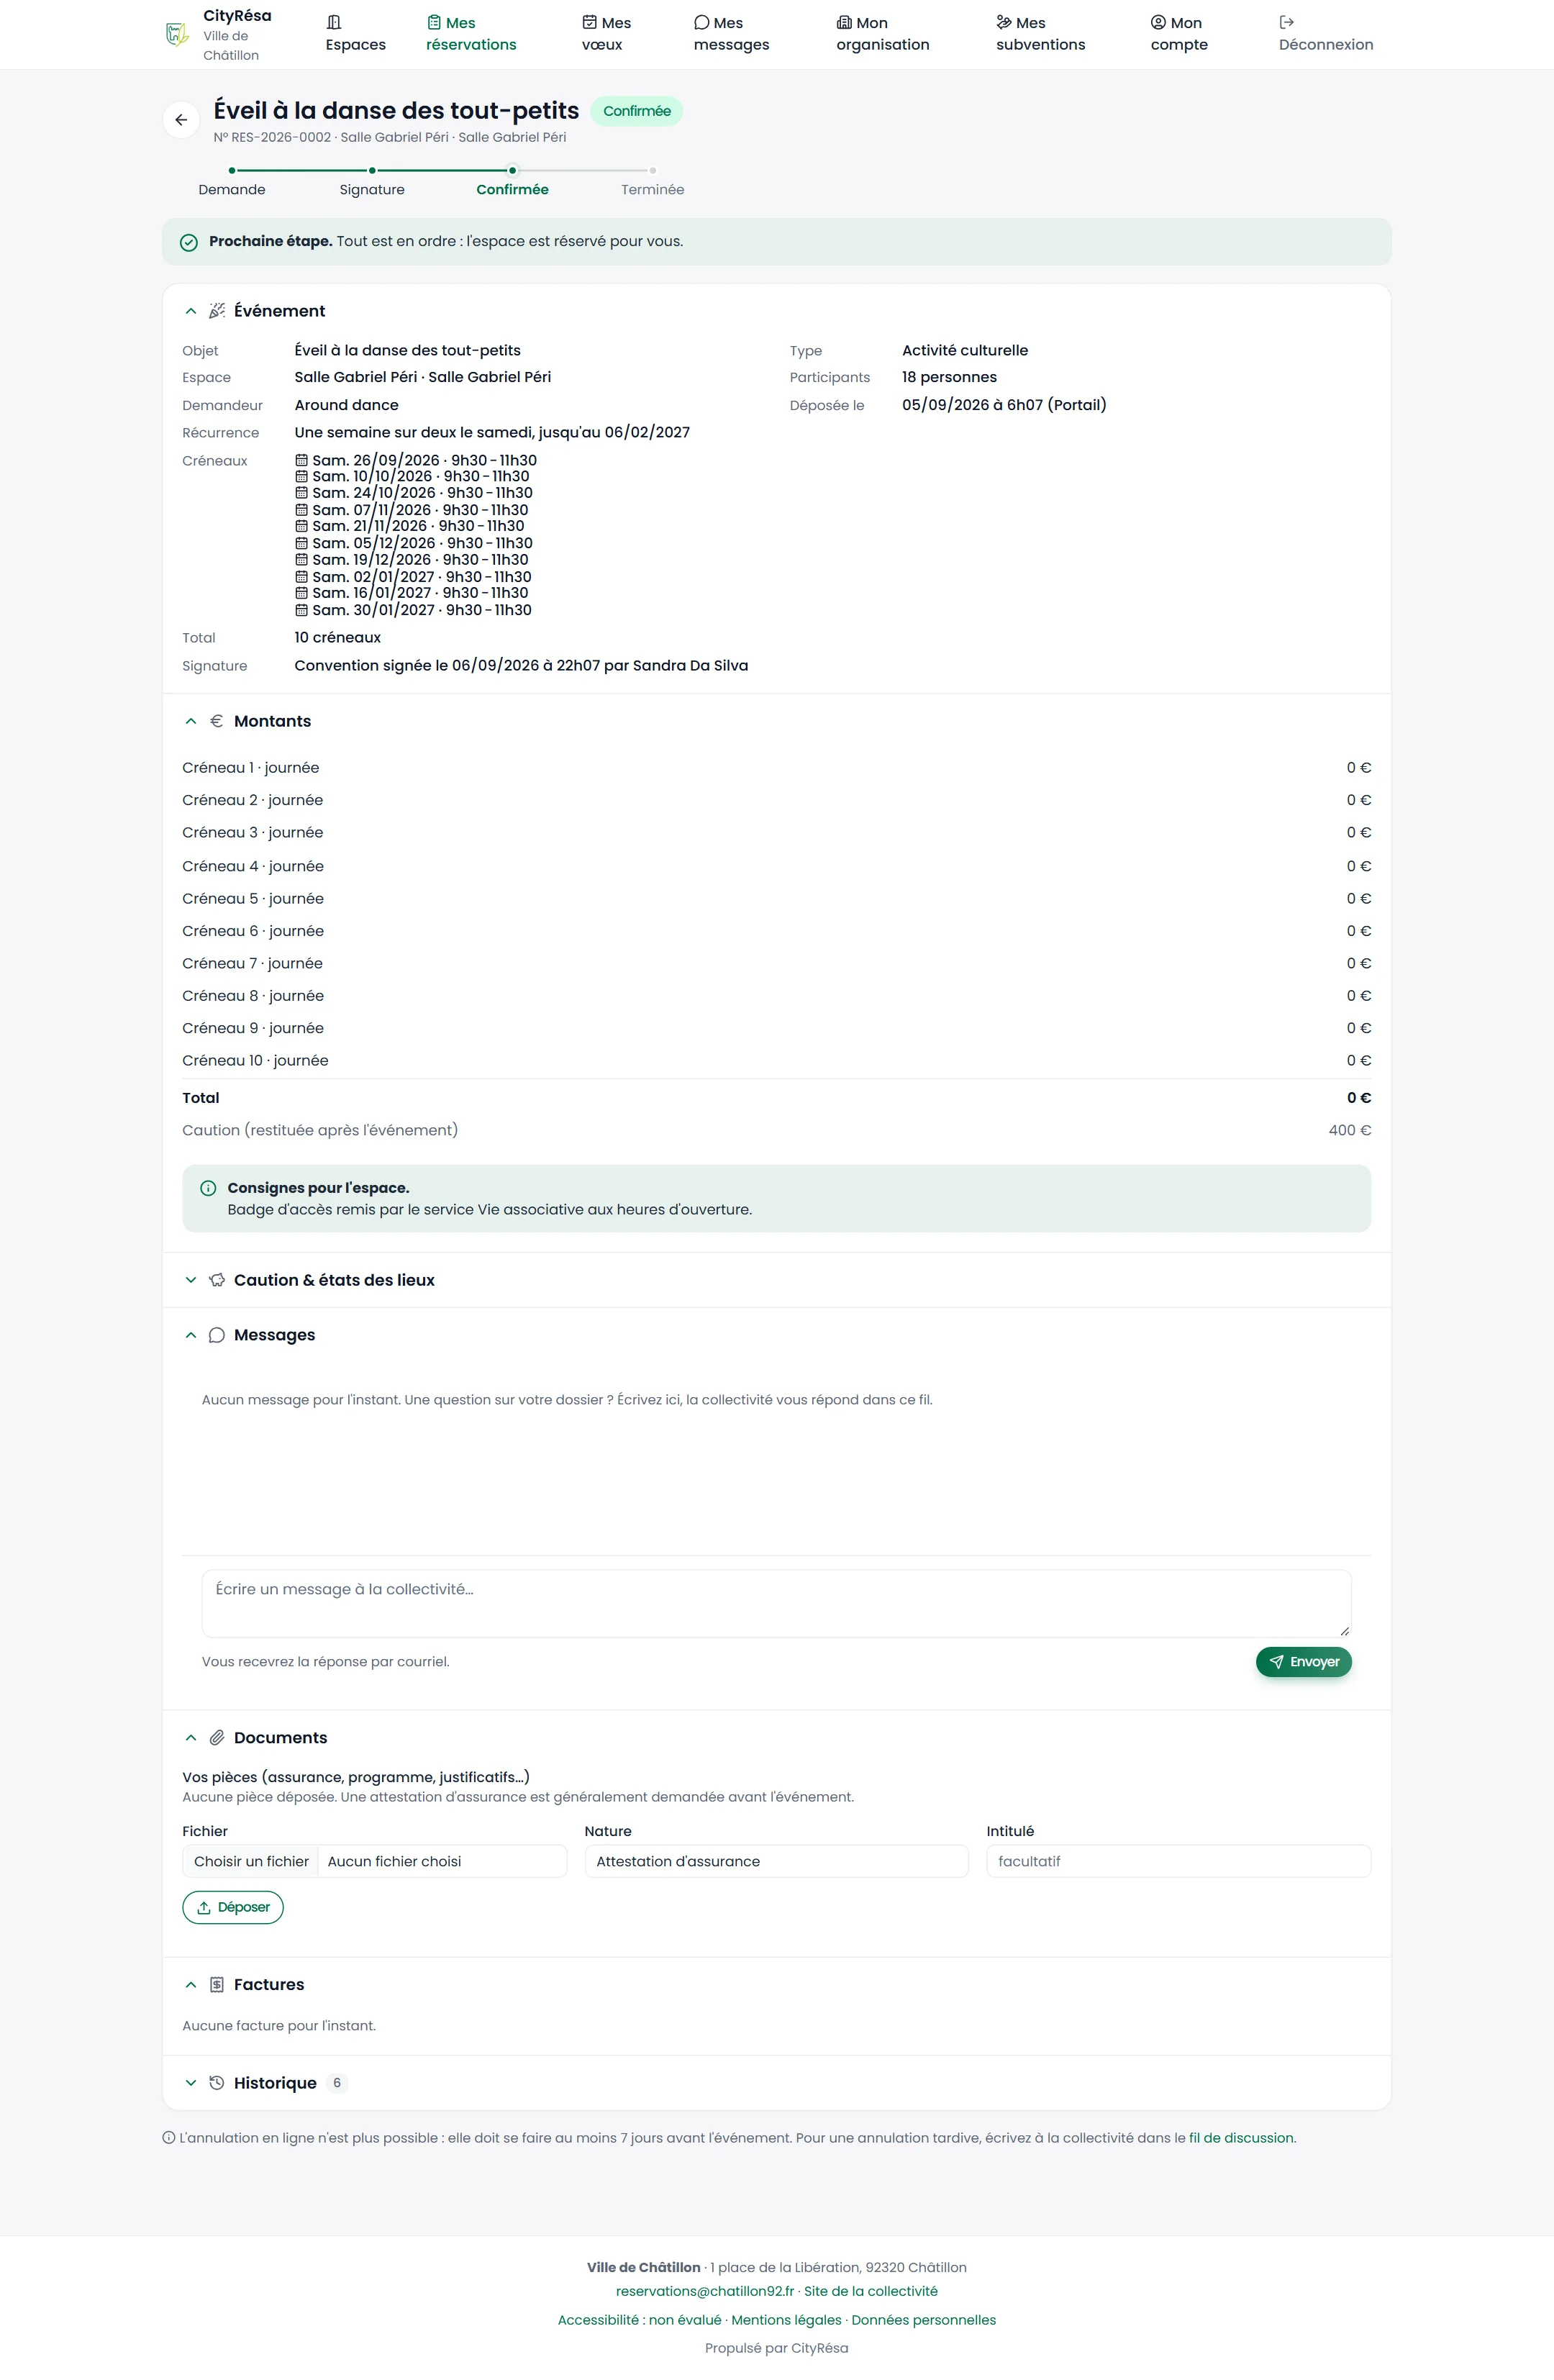 CityRésa
Ville de
Châtillon
Espaces
Mes
réservations
Mes
vœux
Mes
messages
Mon
organisation
Mes
subventions
Mon
compte
Déconnexion
Éveil à la danse des tout-petits
Confirmée
N° RES-2026-0002 · Salle Gabriel Péri · Salle Gabriel Péri
Demande
Signature
Confirmée
Terminée
Prochaine étape. Tout est en ordre : l'espace est réservé pour vous.
Événement
Objet Éveil à la danse des tout-petits
Type Activité culturelle
Espace Salle Gabriel Péri · Salle Gabriel Péri
Participants 18 personnes
Demandeur Around dance
Déposée le 05/09/2026 à 6h07 (Portail)
Récurrence Une semaine sur deux le samedi, jusqu'au 06/02/2027
Créneaux Sam. 26/09/2026 · 9h30 – 11h30
Sam. 10/10/2026 · 9h30 – 11h30
Sam. 24/10/2026 · 9h30 – 11h30
Sam. 07/11/2026 · 9h30 – 11h30
Sam. 21/11/2026 · 9h30 – 11h30
Sam. 05/12/2026 · 9h30 – 11h30
Sam. 19/12/2026 · 9h30 – 11h30
Sam. 02/01/2027 · 9h30 – 11h30
Sam. 16/01/2027 · 9h30 – 11h30
Sam. 30/01/2027 · 9h30 – 11h30
Total 10 créneaux
Signature Convention signée le 06/09/2026 à 22h07 par Sandra Da Silva
Montants
Créneau 1 · journée 0 €
Créneau 2 · journée 0 €
Créneau 3 · journée 0 €
Créneau 4 · journée 0 €
Créneau 5 · journée 0 €
Créneau 6 · journée 0 €
Créneau 7 · journée 0 €
Créneau 8 · journée 0 €
Créneau 9 · journée 0 €
Créneau 10 · journée 0 €
Total 0 €
Caution (restituée après l'événement) 400 €
Consignes pour l'espace.
Badge d'accès remis par le service Vie associative aux heures d'ouverture.
Caution & états des lieux
Messages
Aucun message pour l'instant. Une question sur votre dossier ? Écrivez ici, la collectivité vous répond dans ce fil.
Écrire un message à la collectivité…
Vous recevrez la réponse par courriel.
Envoyer
Documents
Vos pièces (assurance, programme, justificatifs…)
Aucune pièce déposée. Une attestation d'assurance est généralement demandée avant l'événement.
Fichier
Nature
Intitulé
Choisir un fichier Aucun fichier choisi
Attestation d'assurance
facultatif
Déposer
Factures
Aucune facture pour l'instant.
Historique 6
L'annulation en ligne n'est plus possible : elle doit se faire au moins 7 jours avant l'événement. Pour une annulation tardive, écrivez à la collectivité dans le fil de discussion.
Ville de Châtillon · 1 place de la Libération, 92320 Châtillon
reservations@chatillon92.fr · Site de la collectivité
Accessibilité : non évalué · Mentions légales · Données personnelles
Propulsé par CityRésa